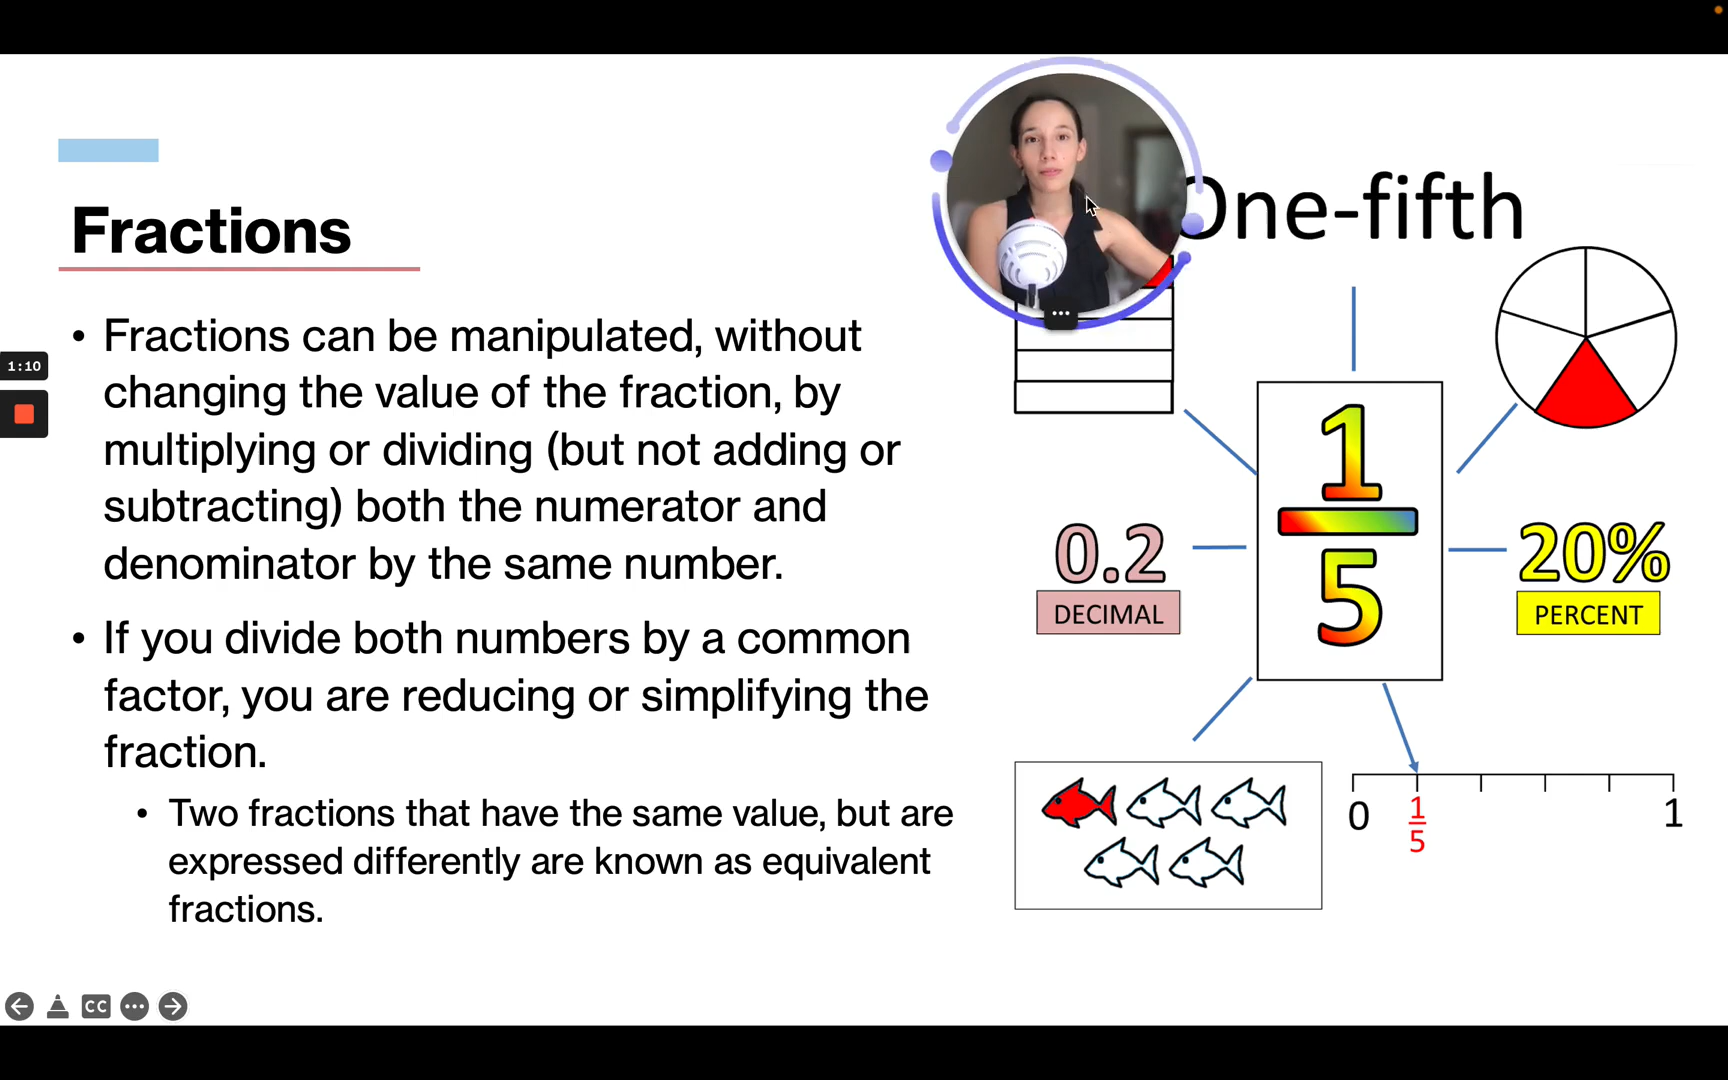 Fractions
• Fractions can be manipulated, without
changing the value of the fraction, by
multiplying or dividing (but not adding or
subtracting) both the numerator and
denominator by the same number.
• If you divide both numbers by a common
factor, you are reducing or simplifying the
fraction.
• Two fractions that have the same value, but are
expressed differently are known as equivalent
fractions.
1:10
CC
One-fifth
1
5
0.2
DECIMAL
20%
PERCENT
0
1
5
1